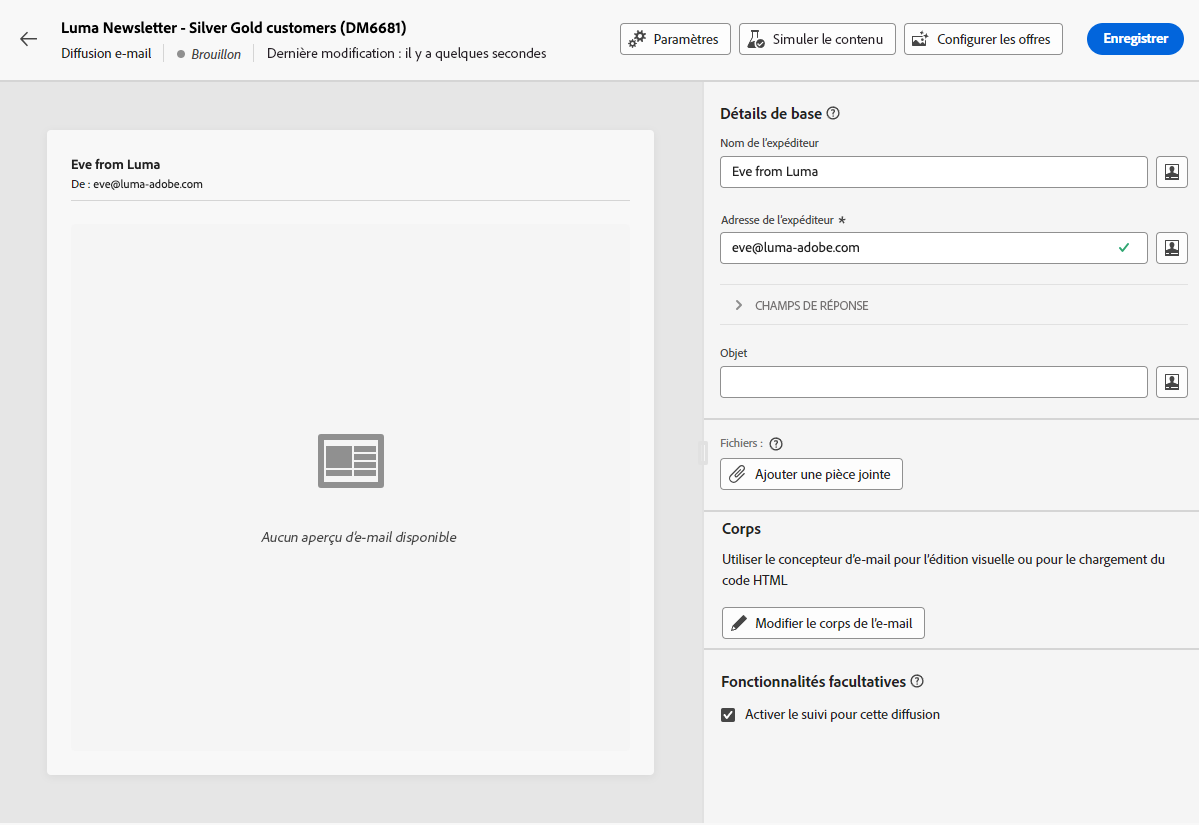 Luma Newsletter - Silver Gold customers (DM6681)
Diffusion e-mail
Brouillon
Dernière modification : il y a quelques secondes
Paramètres
Simuler le contenu
Configurer les offres
Enregistrer
Eve from Luma
De : eve@luma-adobe.com
Aucun aperçu d'e-mail disponible
Détails de base
Nom de l'expéditeur
Eve from Luma
Adresse de l'expéditeur *
eve@luma-adobe.com
CHAMPS DE RÉPONSE
Objet
Fichiers :
Ajouter une pièce jointe
Corps
Utiliser le concepteur d'e-mail pour l'édition visuelle ou pour le chargement du
code HTML
Modifier le corps de l'e-mail
Fonctionnalités facultatives
Activer le suivi pour cette diffusion